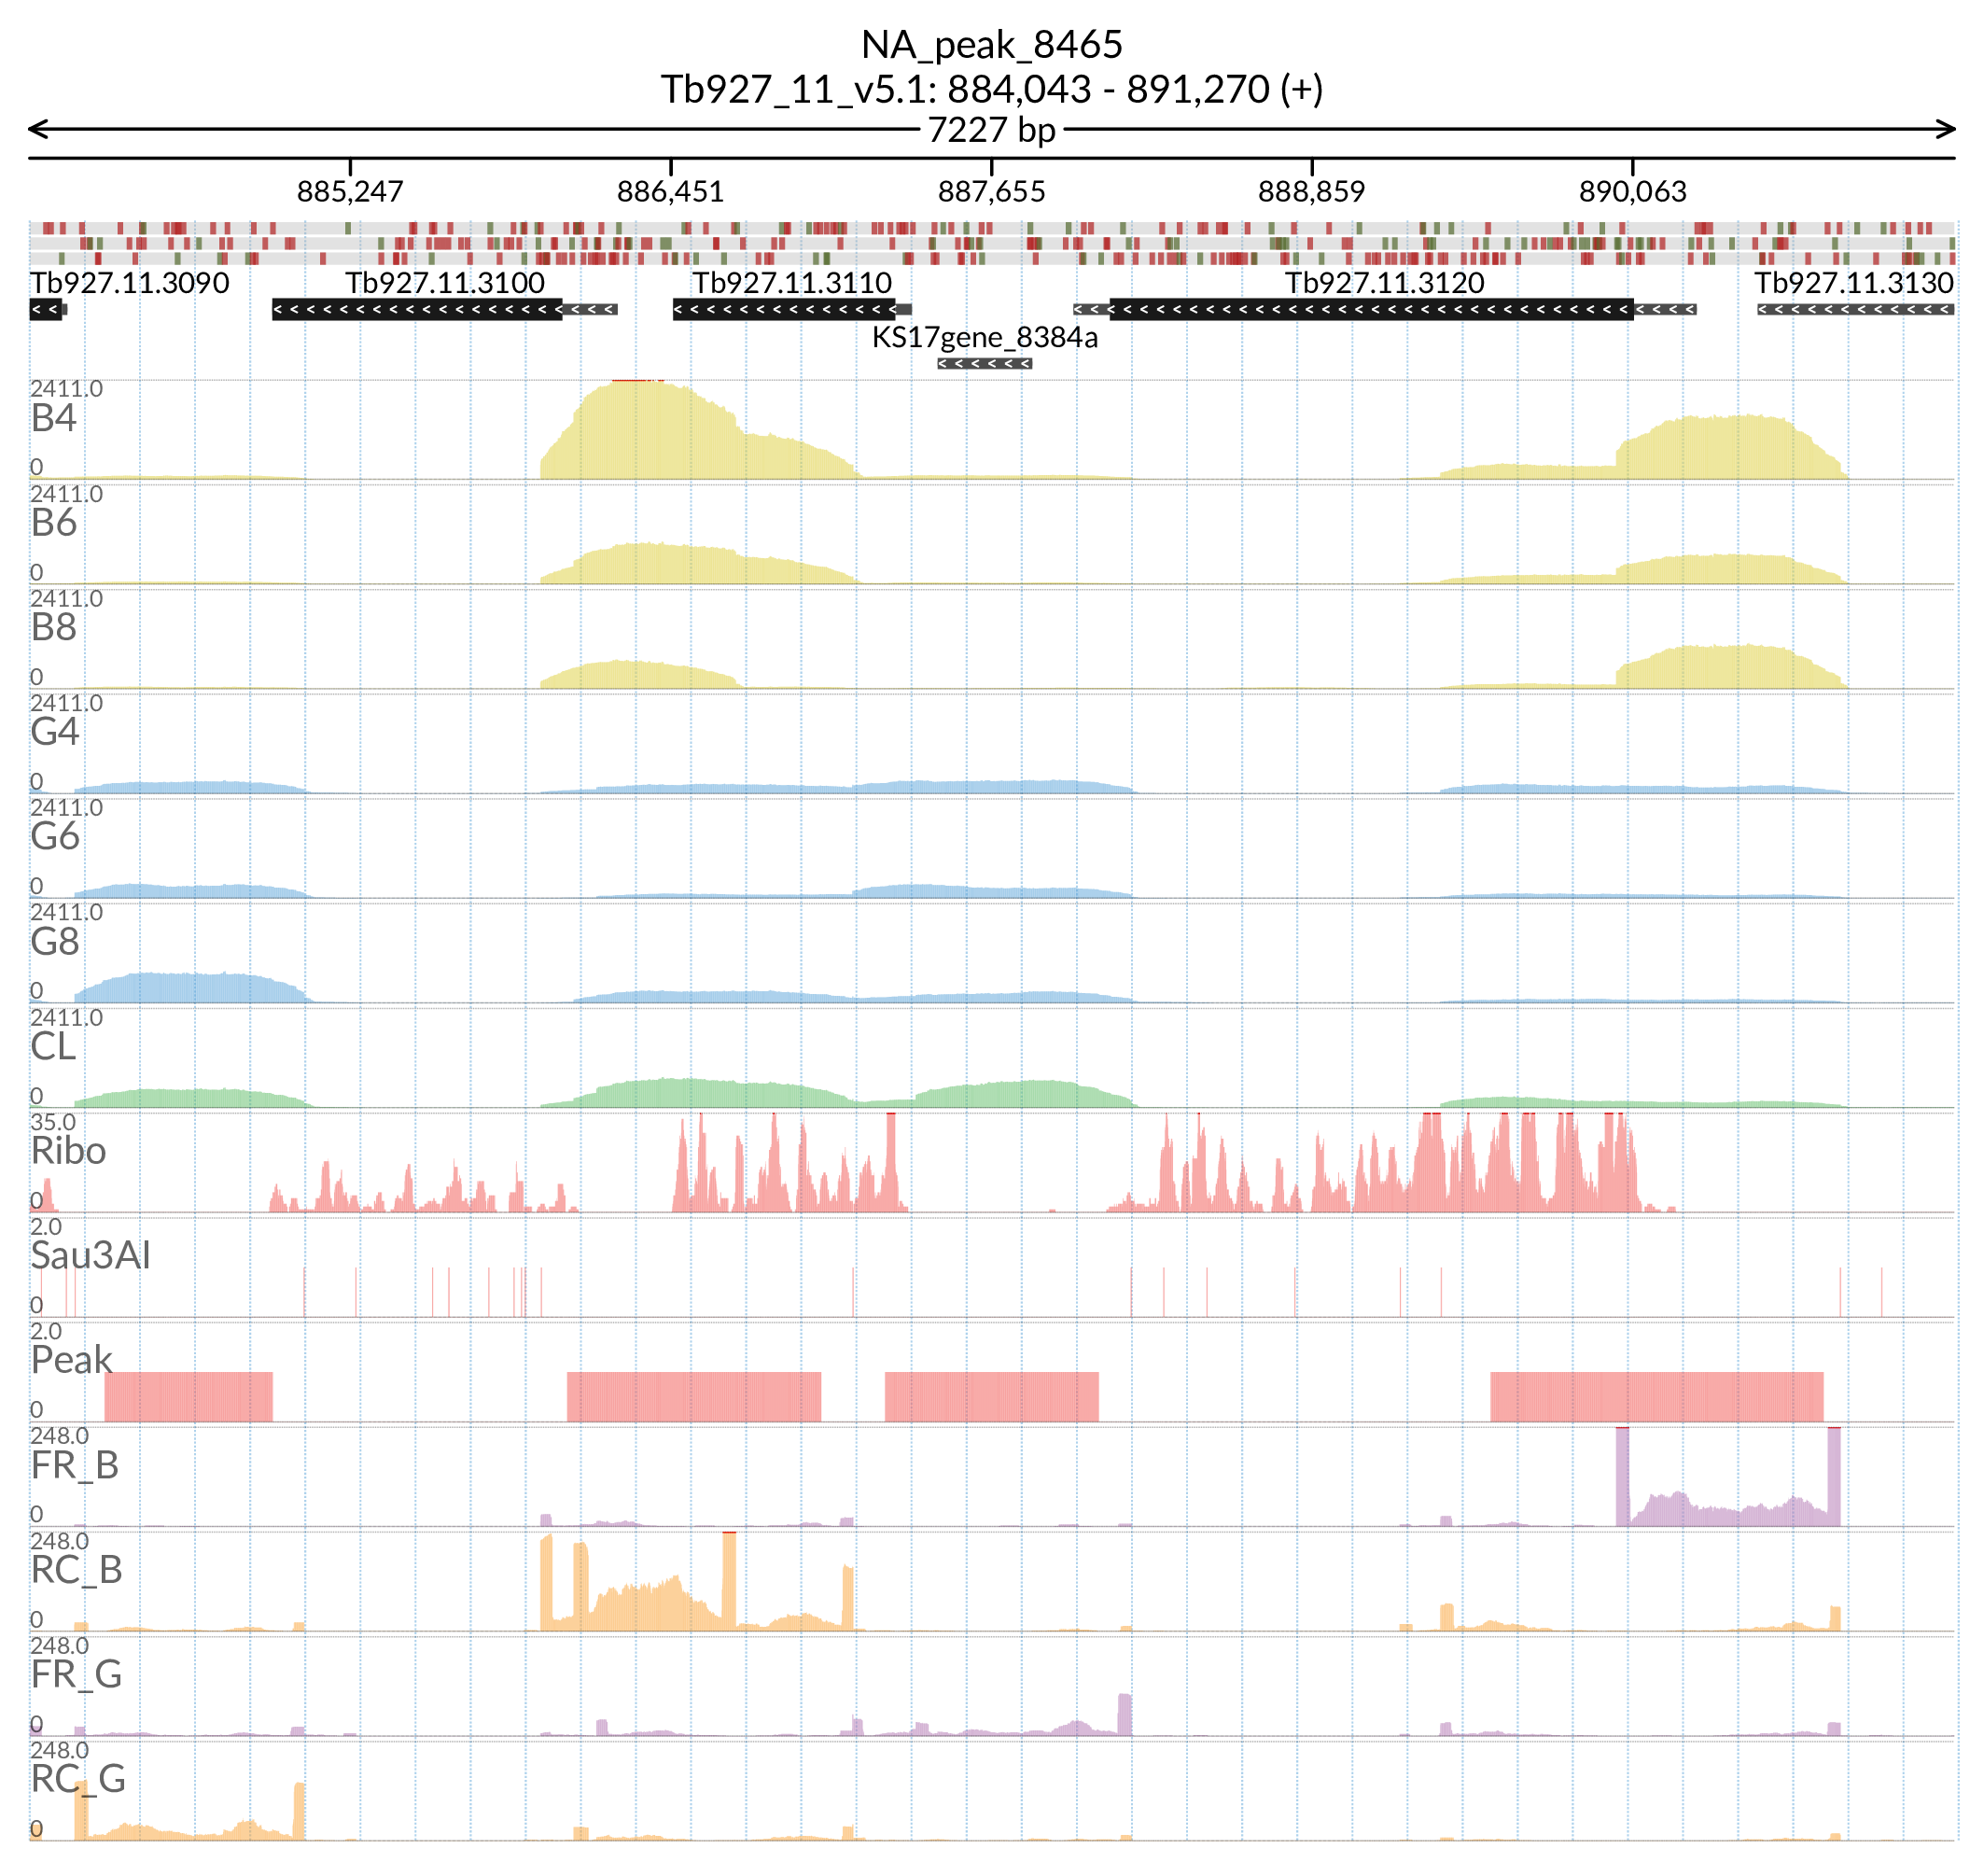 NA_peak_8465
Tb927_11_v5.1: 884,043 - 891,270 (+)
7227 bp
885,247 886,451 887,655 888,859 890,063
Tb927.11.3090 Tb927.11.3100 Tb927.11.3110 Tb927.11.3120 Tb927.11.3130
KS17gene_8384a
2411.0
B4
0
2411.0
B6
0
2411.0
B8
0
2411.0
G4
0
2411.0
G6
0
2411.0
G8
0
2411.0
CL
0
35.0
Ribo
0
2.0
Sau3AI
0
2.0
Peak
0
248.0
FR_B
0
248.0
RC_B
0
248.0
FR_G
0
248.0
RC_G
0